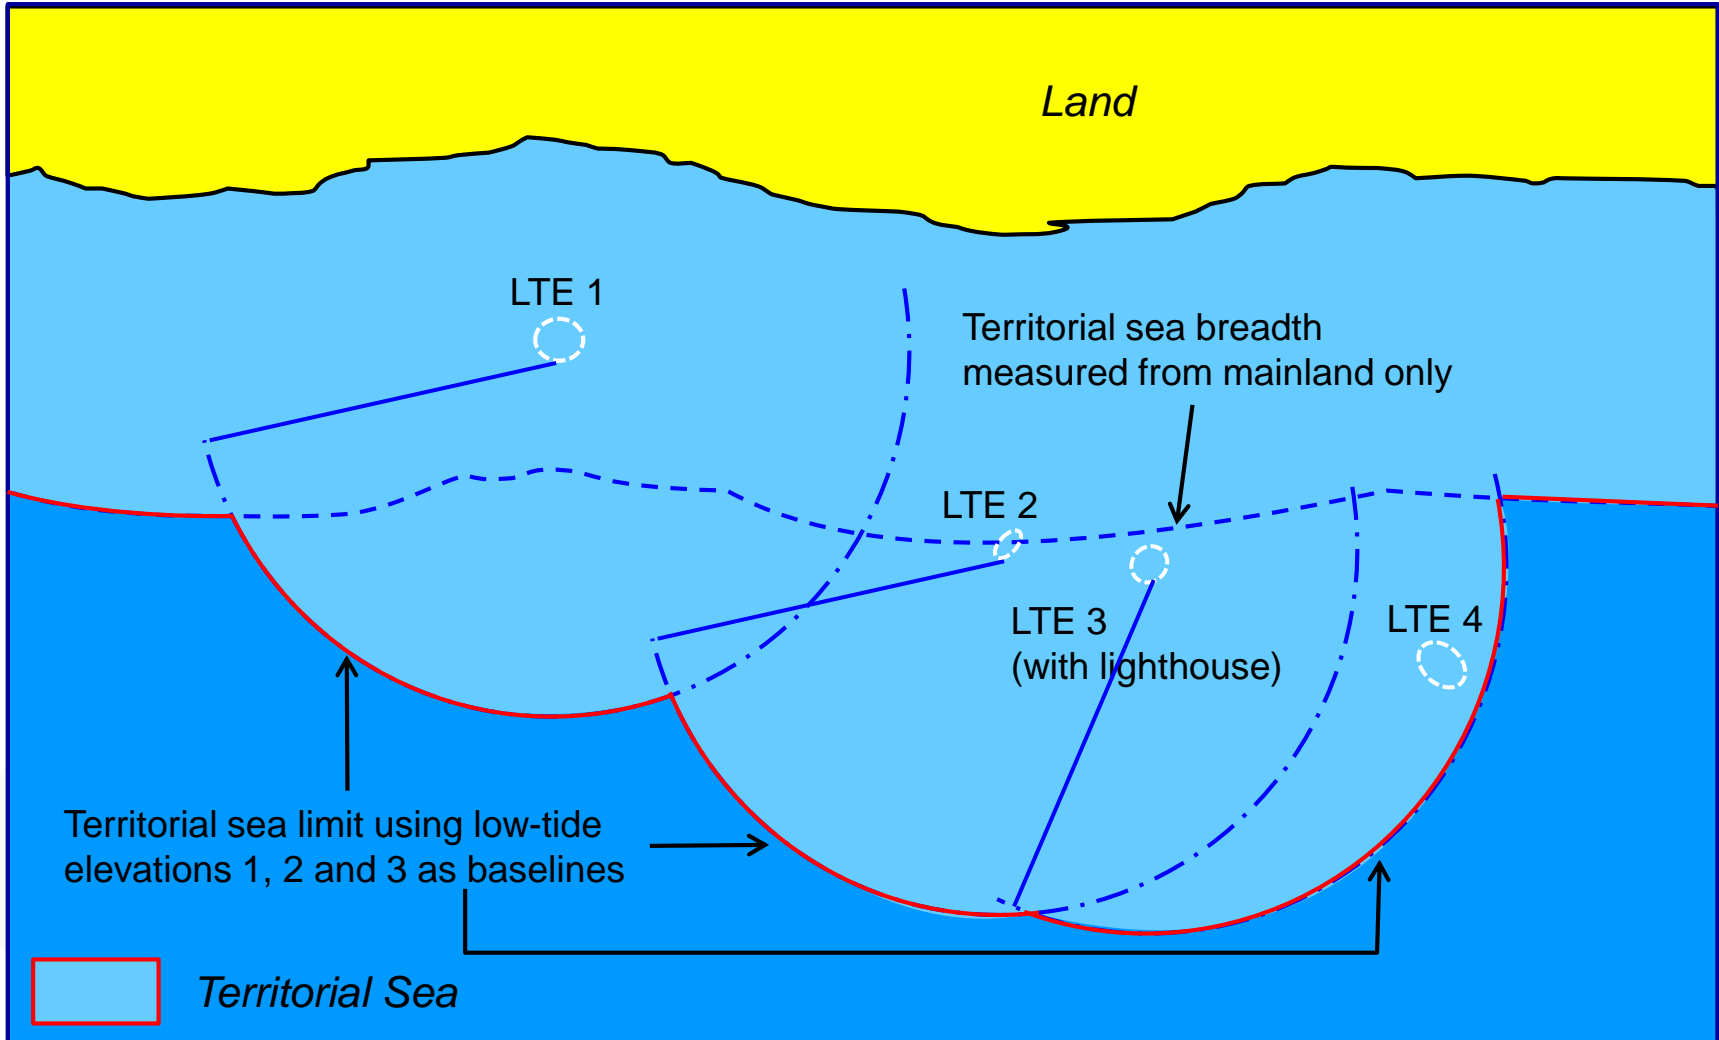 Land
LTE 1
Territorial sea breadth
measured from mainland only
LTE 2
LTE 3
(with lighthouse)
LTE 4
Territorial sea limit using low-tide
elevations 1, 2 and 3 as baselines
Territorial Sea